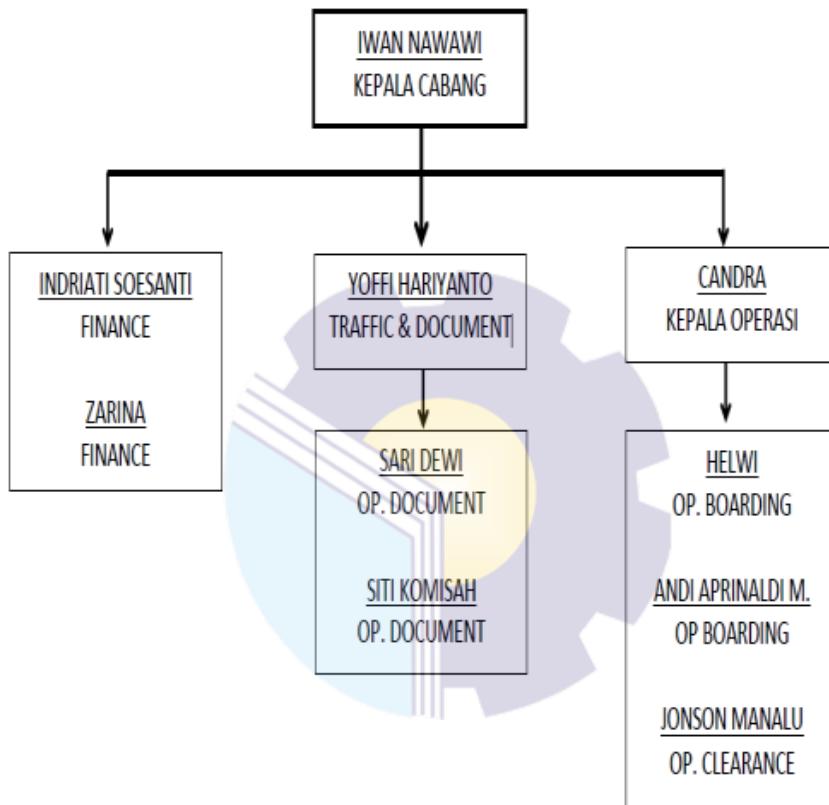 IWAN NAWAWI
KEPALA CABANG
INDRIATI SOESANTI
FINANCE
ZARINA
FINANCE
YOFFI HARIYANTO
TRAFFIC & DOCUMENT
SARI DEWI
OP. DOCUMENT
SITI KOMISAH
OP. DOCUMENT
CANDRA
KEPALA OPERASI
HELWI
OP. BOARDING
ANDI APRINALDI M.
OP BOARDING
JONSON MANALU
OP. CLEARANCE